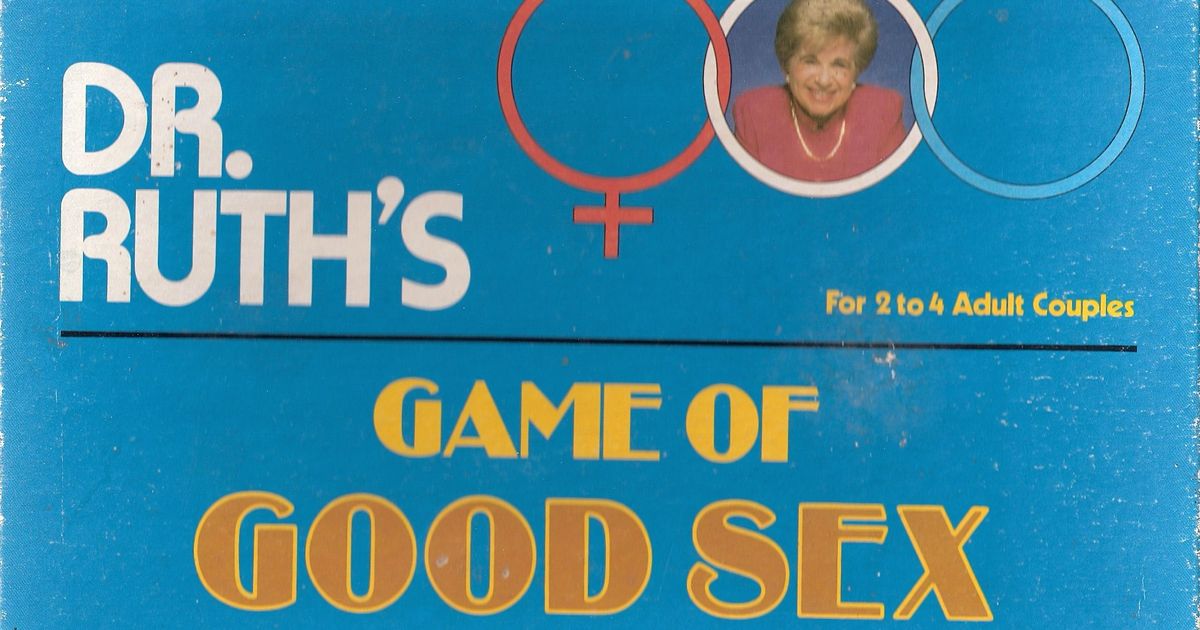 DR.
RUTH'S
For 2 to 4 Adult Couples
GAME OF
GOOD SEX